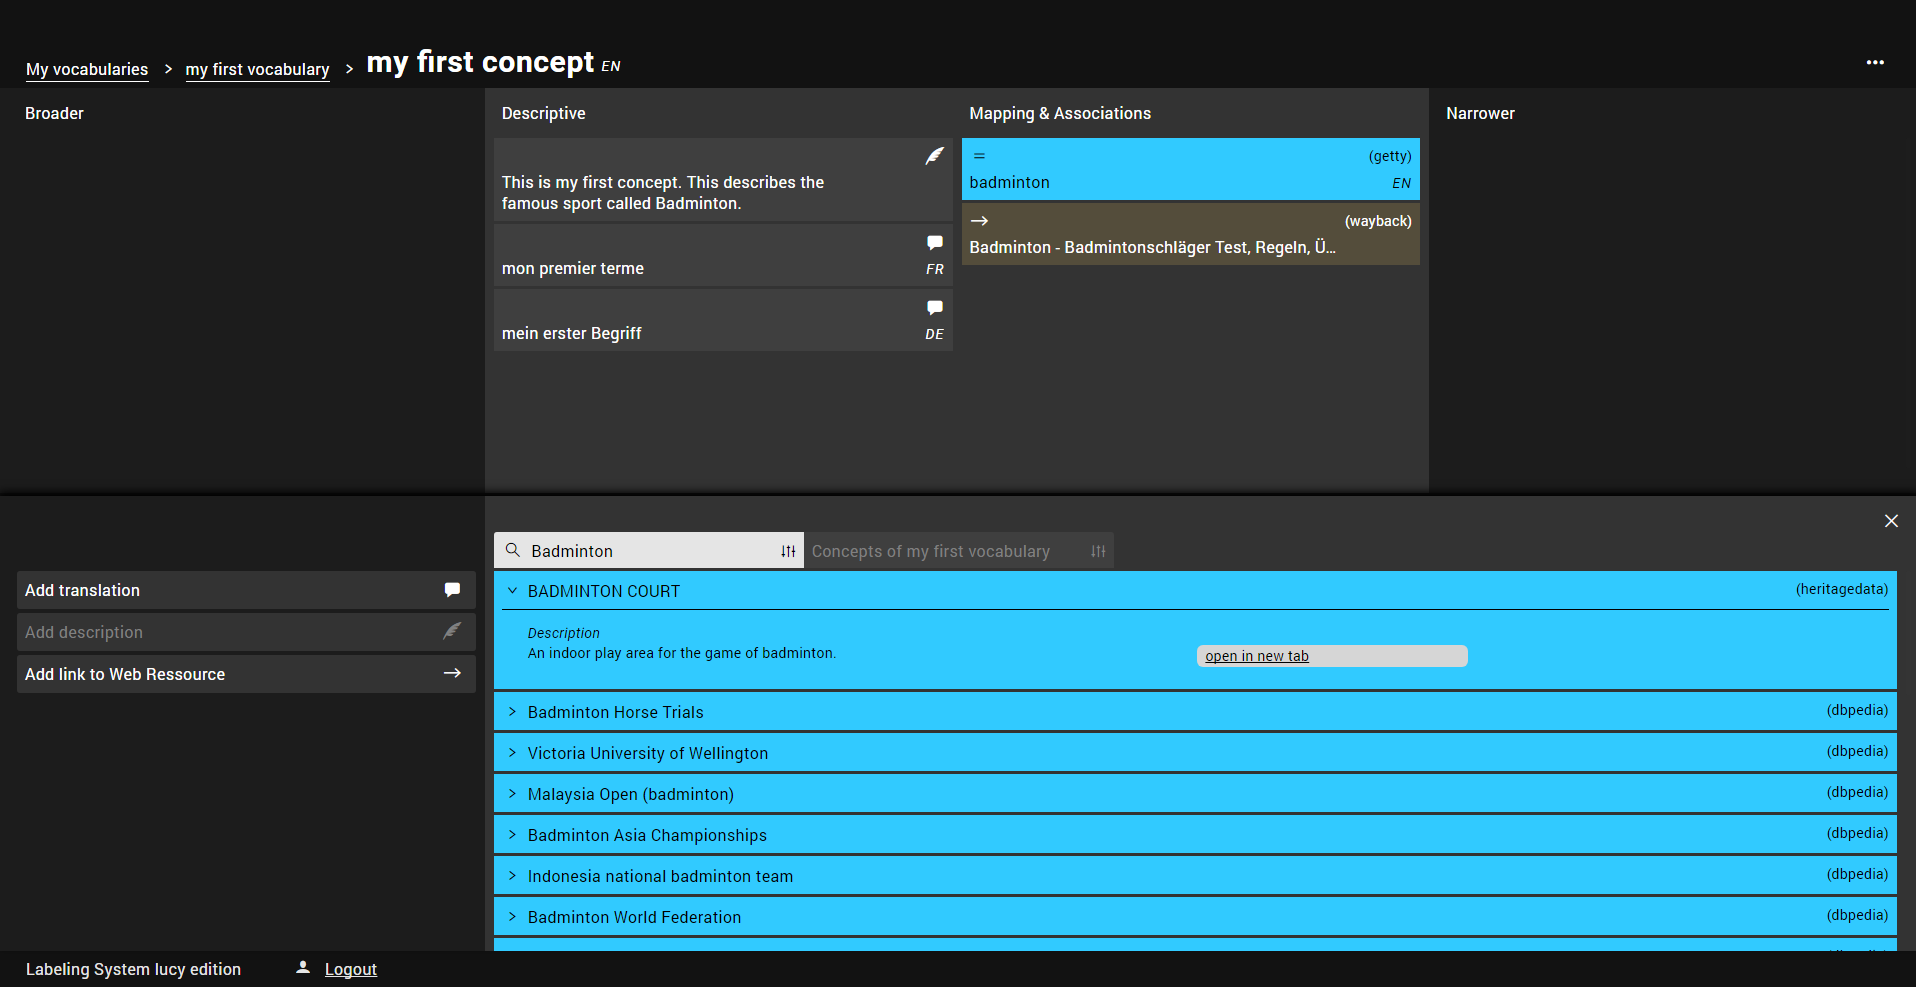 My vocabularies > my first vocabulary > my first concept EN
•••
Broader
Descriptive
Mapping & Associations
Narrower
This is my first concept. This describes the
famous sport called Badminton.
mon premier terme
FR
mein erster Begriff
DE
= (getty)
badminton EN
→ (wayback)
Badminton - Badmintonschläger Test, Regeln, Ü...
Add translation
Add description
Add link to Web Ressource →
Badminton
Concepts of my first vocabulary
BADMINTON COURT (heritagedata)
Description
An indoor play area for the game of badminton.
open in new tab
Badminton Horse Trials (dbpedia)
Victoria University of Wellington (dbpedia)
Malaysia Open (badminton) (dbpedia)
Badminton Asia Championships (dbpedia)
Indonesia national badminton team (dbpedia)
Badminton World Federation (dbpedia)
Labeling System lucy edition
Logout